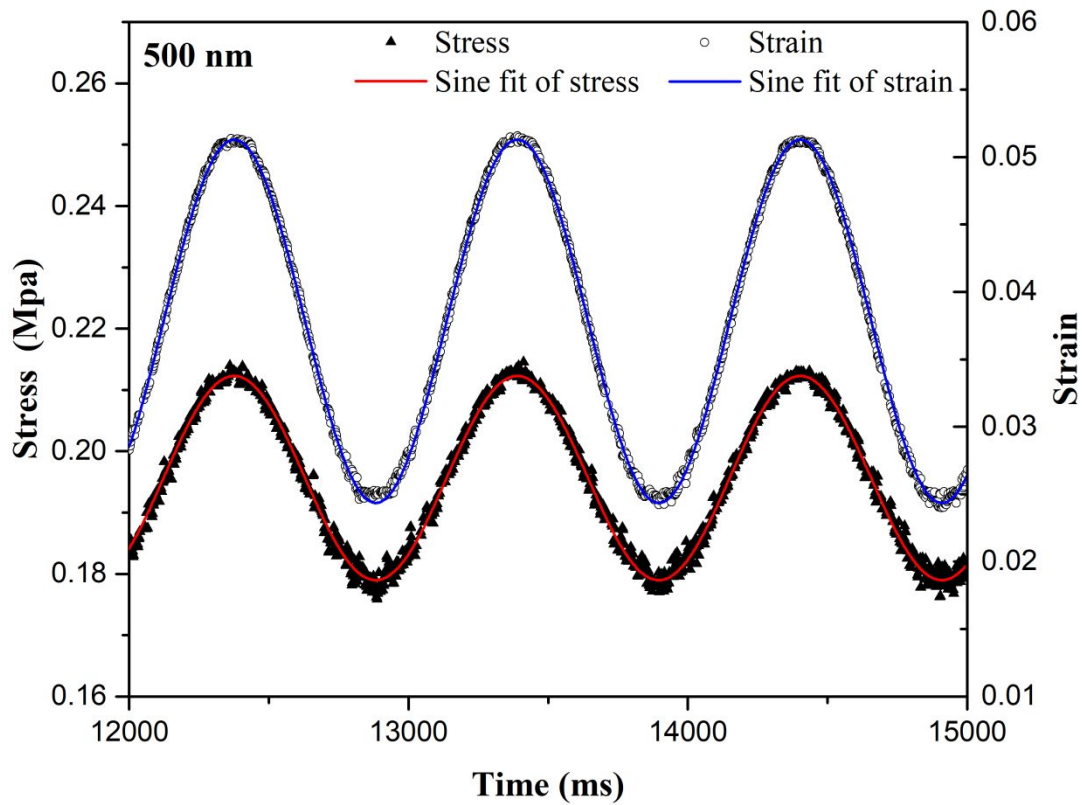 500 nm
Stress
Strain
Sine fit of stress
Sine fit of strain
0.26
0.24
0.22
0.20
0.18
0.16
Stress (Mpa)
0.06
0.05
0.04
0.03
0.02
0.01
Strain
12000
13000
14000
15000
Time (ms)